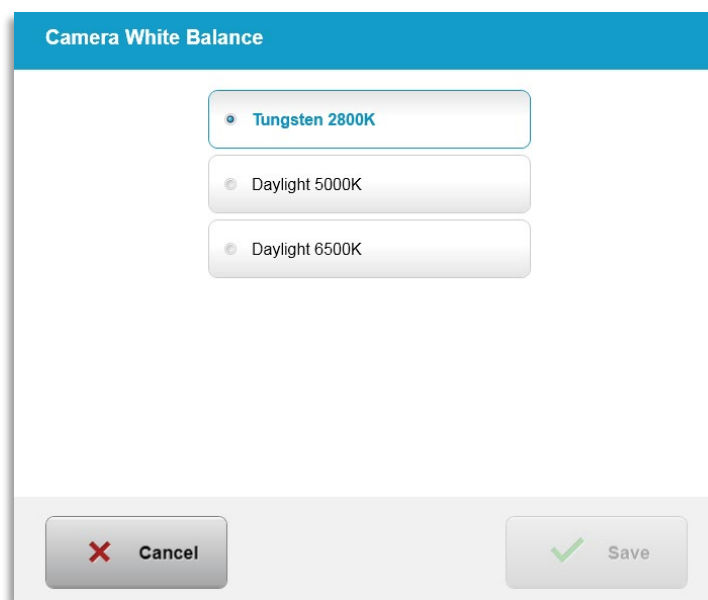 Camera White Balance
Tungsten 2800K
Daylight 5000K
Daylight 6500K
Cancel
Save